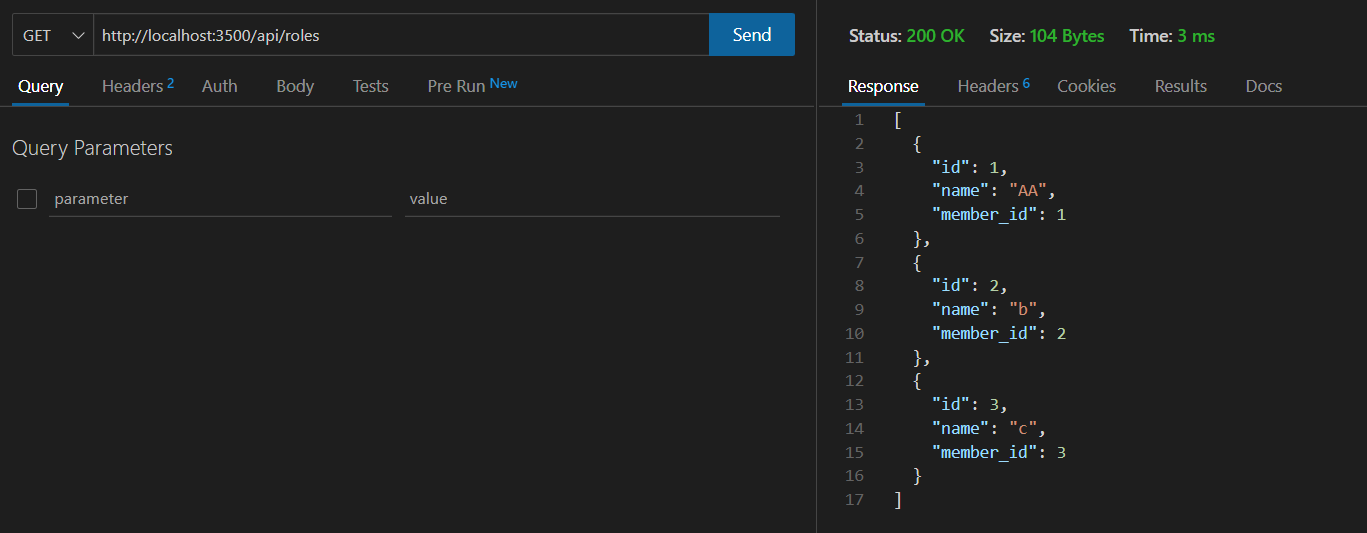 GET http://localhost:3500/api/roles Send
Query Headers 2 Auth Body Tests Pre Run New
Query Parameters
parameter value
Status: 200 OK Size: 104 Bytes Time: 3 ms
Response Headers 6 Cookies Results Docs
1 [
2 {
3 "id": 1,
4 "name": "AA",
5 "member_id": 1
6 },
7 {
8 "id": 2,
9 "name": "b",
10 "member_id": 2
11 },
12 {
13 "id": 3,
14 "name": "c",
15 "member_id": 3
16 }
17 ]